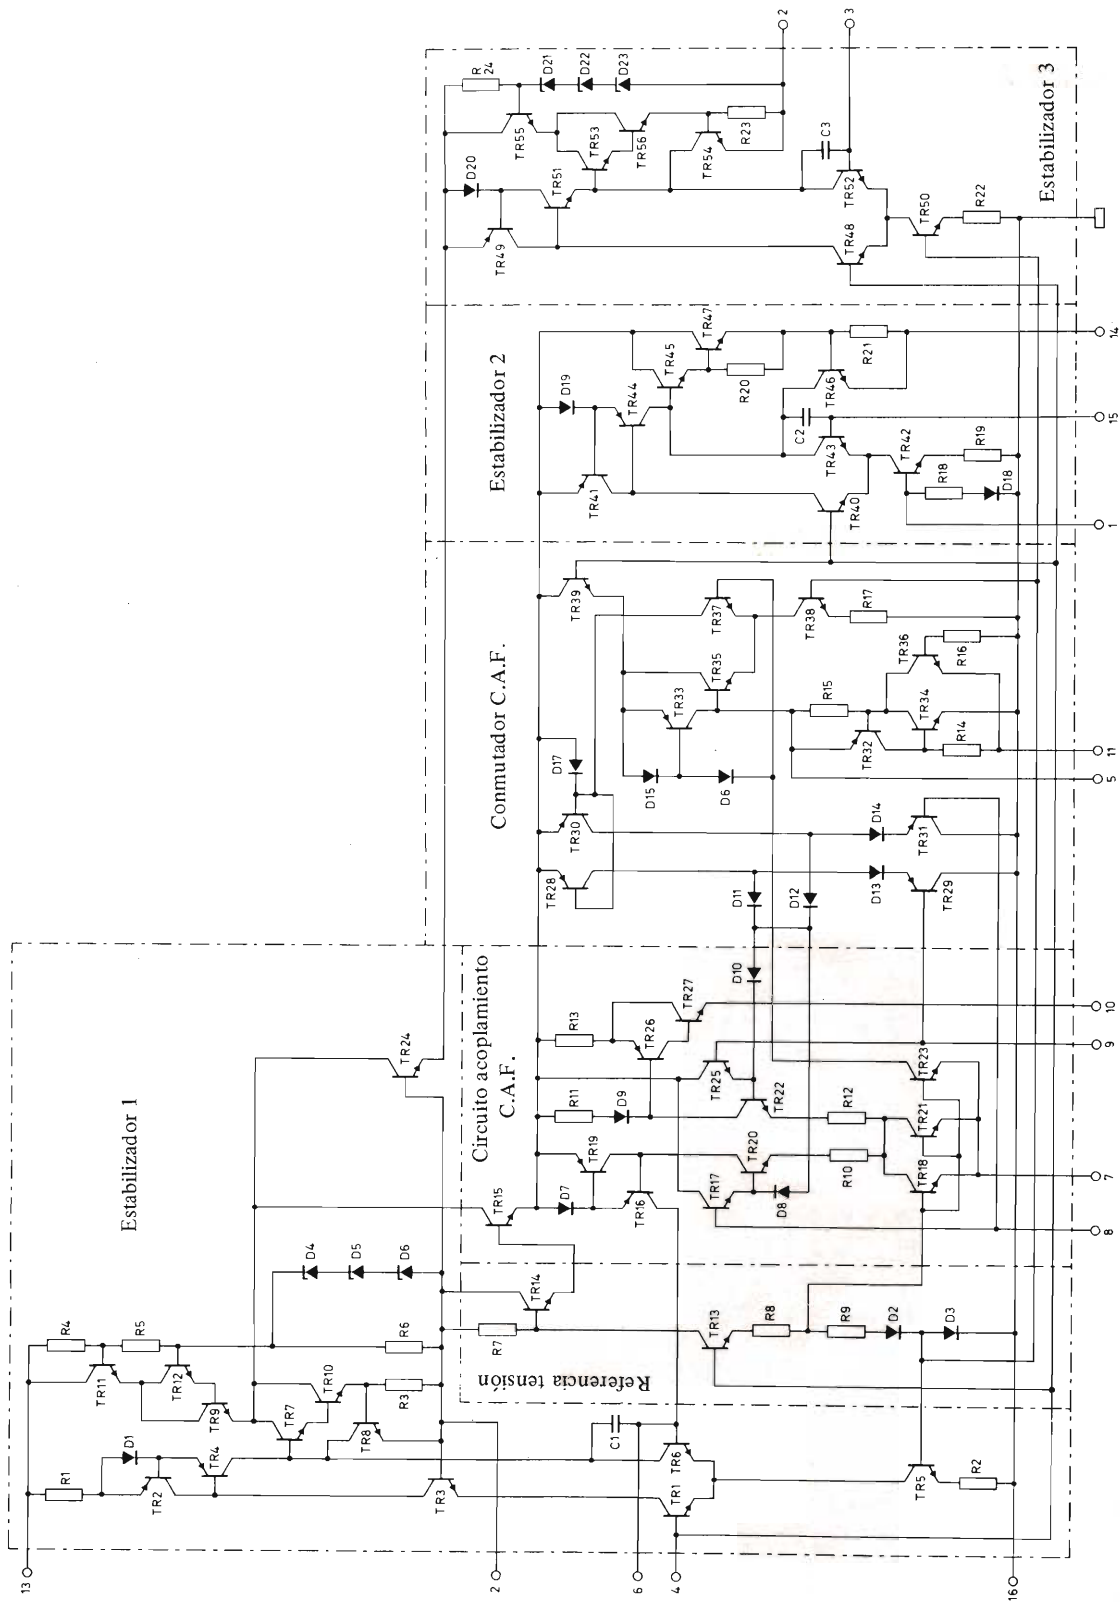 Estabilizador 1
13
R1
D1
TR2
TR4
TR3
R4
TR11
R5
TR12
TR9
TR7
TR10
TR8
R3
R6
D4
D5
D6
TR24
2
6
4
16
C1
TR1
TR6
TR5
R2
Referencia tensión
R7
TR14
TR13
R8
R9
D2
D3
Circuito acoplamiento
C.A.F.
TR15
D7
TR19
TR16
R11
D9
R13
TR26
TR27
TR17
D8
TR20
R10
TR25
TR22
R12
D10
TR18
TR21
TR23
8
7
9
10
Conmutador C.A.F.
TR28
TR30
D17
D11
D12
D13
D14
TR29
TR31
TR39
D15
D6
TR33
TR35
TR37
TR38
R17
R15
TR32
TR34
R14
TR36
R16
5
11
Estabilizador 2
TR41
D19
TR44
TR45
TR47
R20
C2
TR46
R21
TR40
TR43
TR42
R18
D18
R19
1
15
14
Estabilizador 3
TR49
D20
TR51
TR55
R
24
D21
D22
D23
TR53
TR56
TR54
R23
C3
TR48
TR52
TR50
R22
2
3